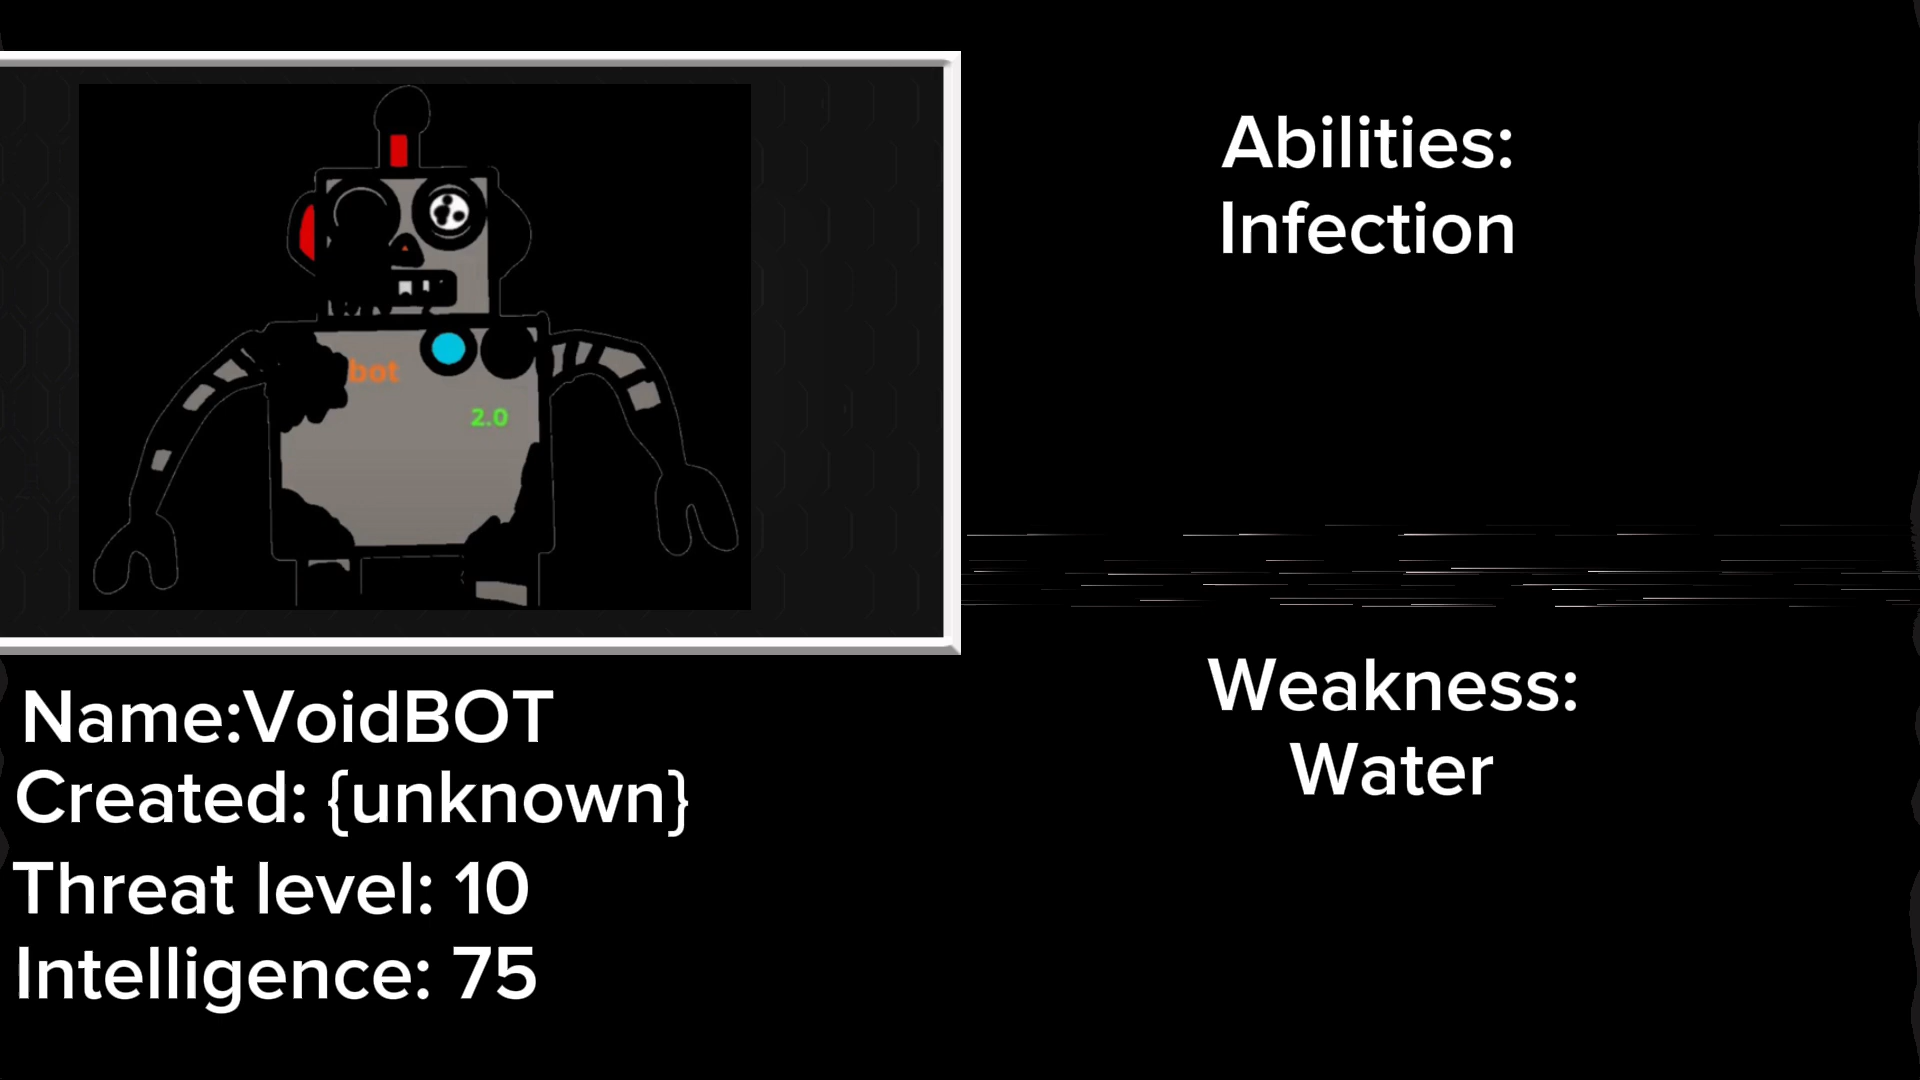 bot
2.0
Name:VoidBOT
Created: {unknown}
Threat level: 10
Intelligence: 75
Abilities:
Infection
Weakness:
Water